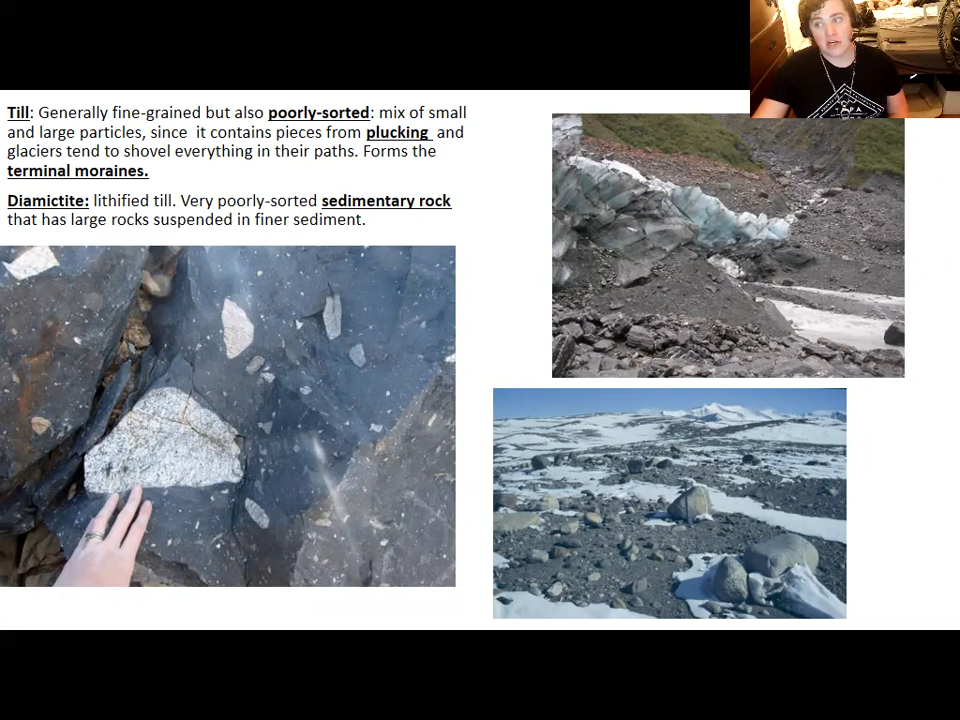 Till: Generally fine-grained but also poorly-sorted: mix of small
and large particles, since it contains pieces from plucking and
glaciers tend to shovel everything in their paths. Forms the
terminal moraines.
Diamictite: lithified till. Very poorly-sorted sedimentary rock
that has large rocks suspended in finer sediment.